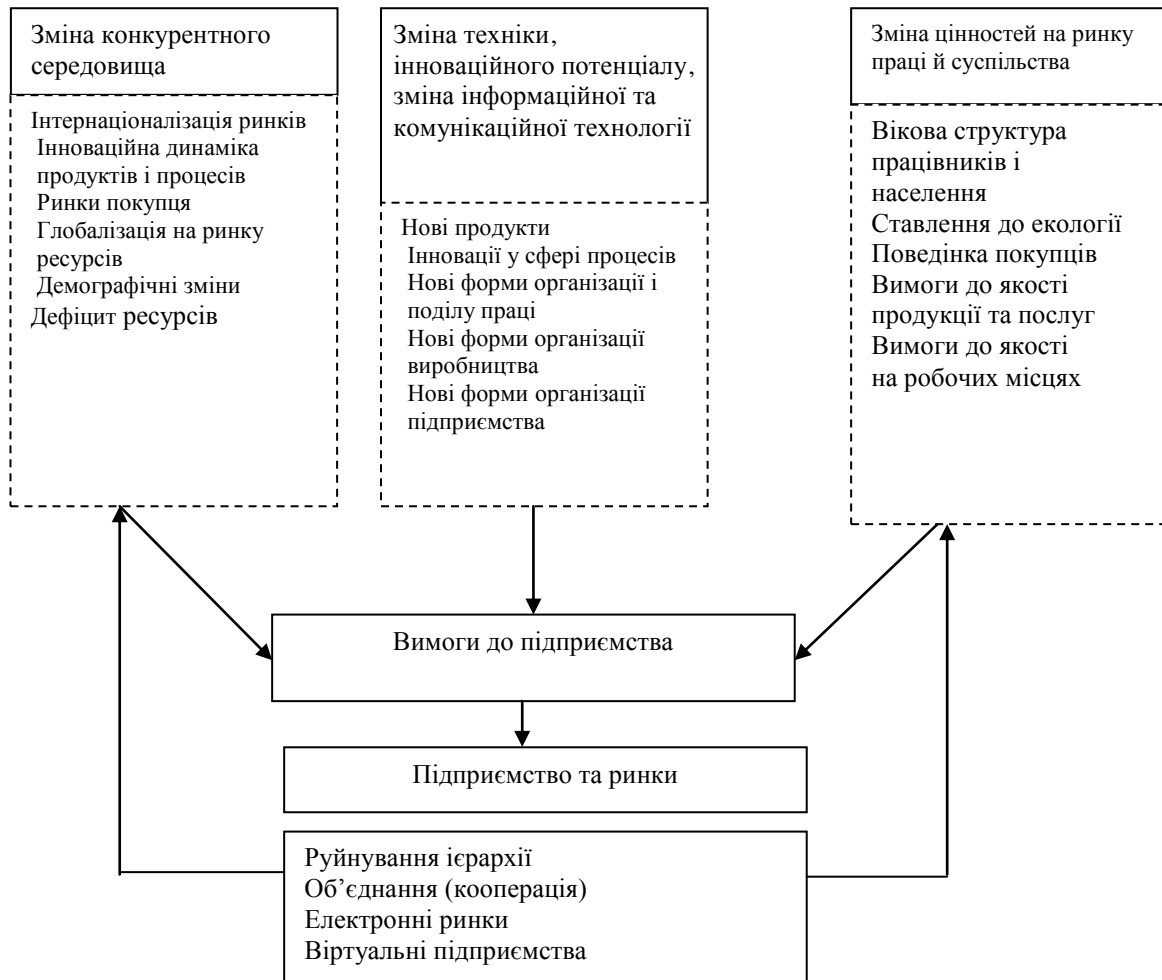 Зміна конкурентного
середовища
Інтернаціоналізація ринків
Інноваційна динаміка
продуктів і процесів
Ринки покупця
Глобалізація на ринку
ресурсів
Демографічні зміни
Дефіцит ресурсів
Зміна техніки,
інноваційного потенціалу,
зміна інформаційної та
комунікаційної технології
Нові продукти
Інновації у сфері процесів
Нові форми організації і
поділу праці
Нові форми організації
виробництва
Нові форми організації
підприємства
Зміна цінностей на ринку
праці й суспільства
Вікова структура
працівників і
населення
Ставлення до екології
Поведінка покупців
Вимоги до якості
продукції та послуг
Вимоги до якості
на робочих місцях
Вимоги до підприємства
Підприємство та ринки
Руйнування ієрархії
Об’єднання (кооперація)
Електронні ринки
Віртуальні підприємства